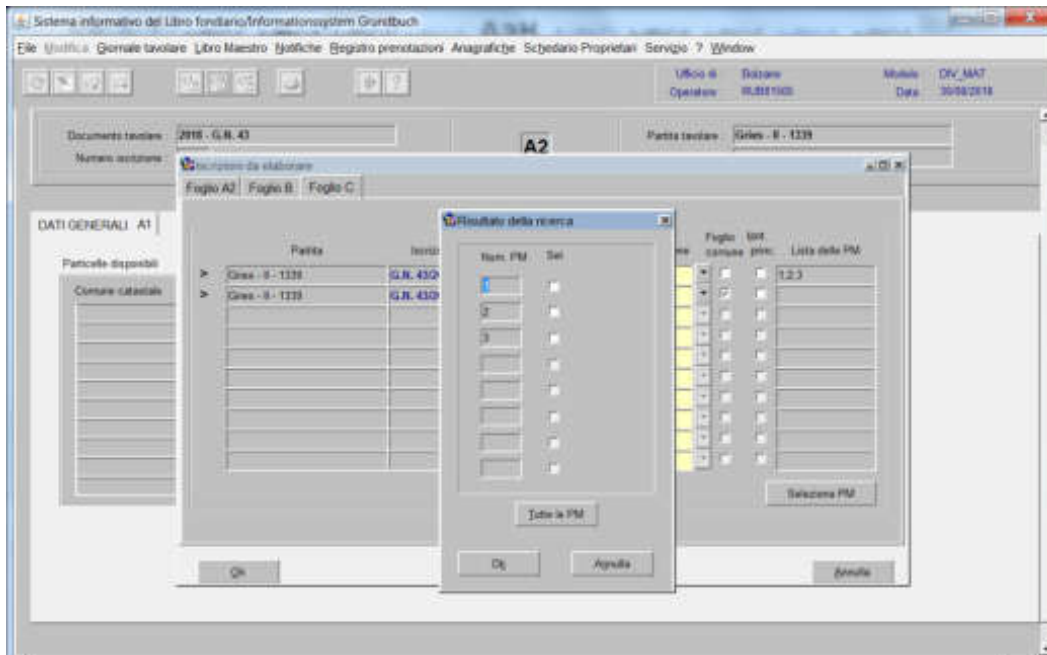 Sistema informativo del Libro fondiario/Informationssystem Grundbuch
File Modifica Giornale tavolare Libro Maestro Notifiche Registro prenotazioni Anagrafiche Schedario Proprietari Servizio ? Window
Ufficio di Bolzano Modulo DIV_MAT
Operatore Data 30/08/2018
Documento tavolare 2018 - G.N. 43 A2 Partita tavolare Gries - II - 1339
Numero iscrizione
Iscrizioni da elaborare
Foglio A2 Foglio B Foglio C
DATI GENERALI A1
Risultato della ricerca
Particelle disponibili
Comune catastale
Partita
Foglio comune
princ.
Lista delle PM
Num. PM Sel
> Gries - II - 1339 G.N. 43/2 1,2,3
> Gries - II - 1339 G.N. 43/2
1
2
3
Seleziona PM
Tutte le PM
Ok Annulla
Ok Annulla